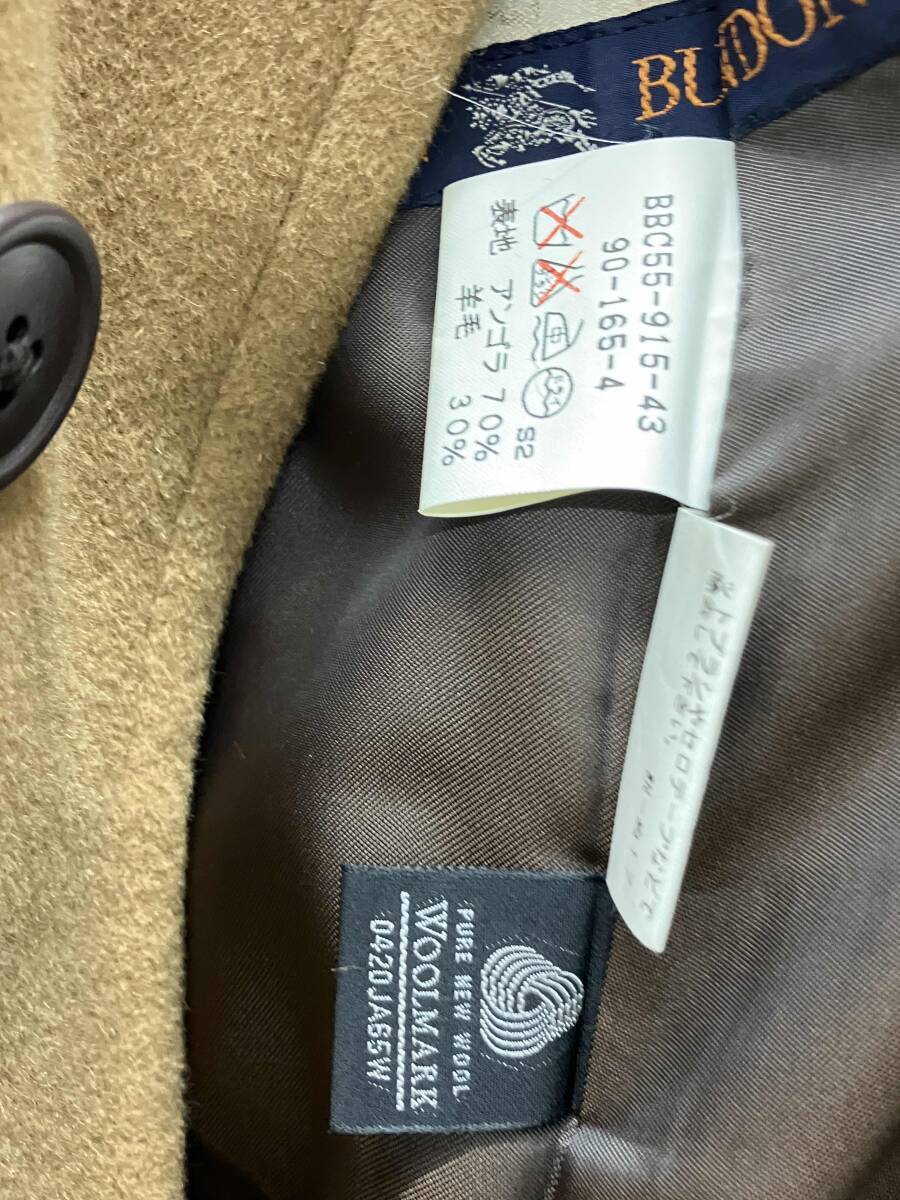 BUDON
BBC55-915-43
90-165-4
S2
表地 アンゴラ 70%
羊毛 30%
PURE NEW WOOL
WOOLMARK
0420JA65W